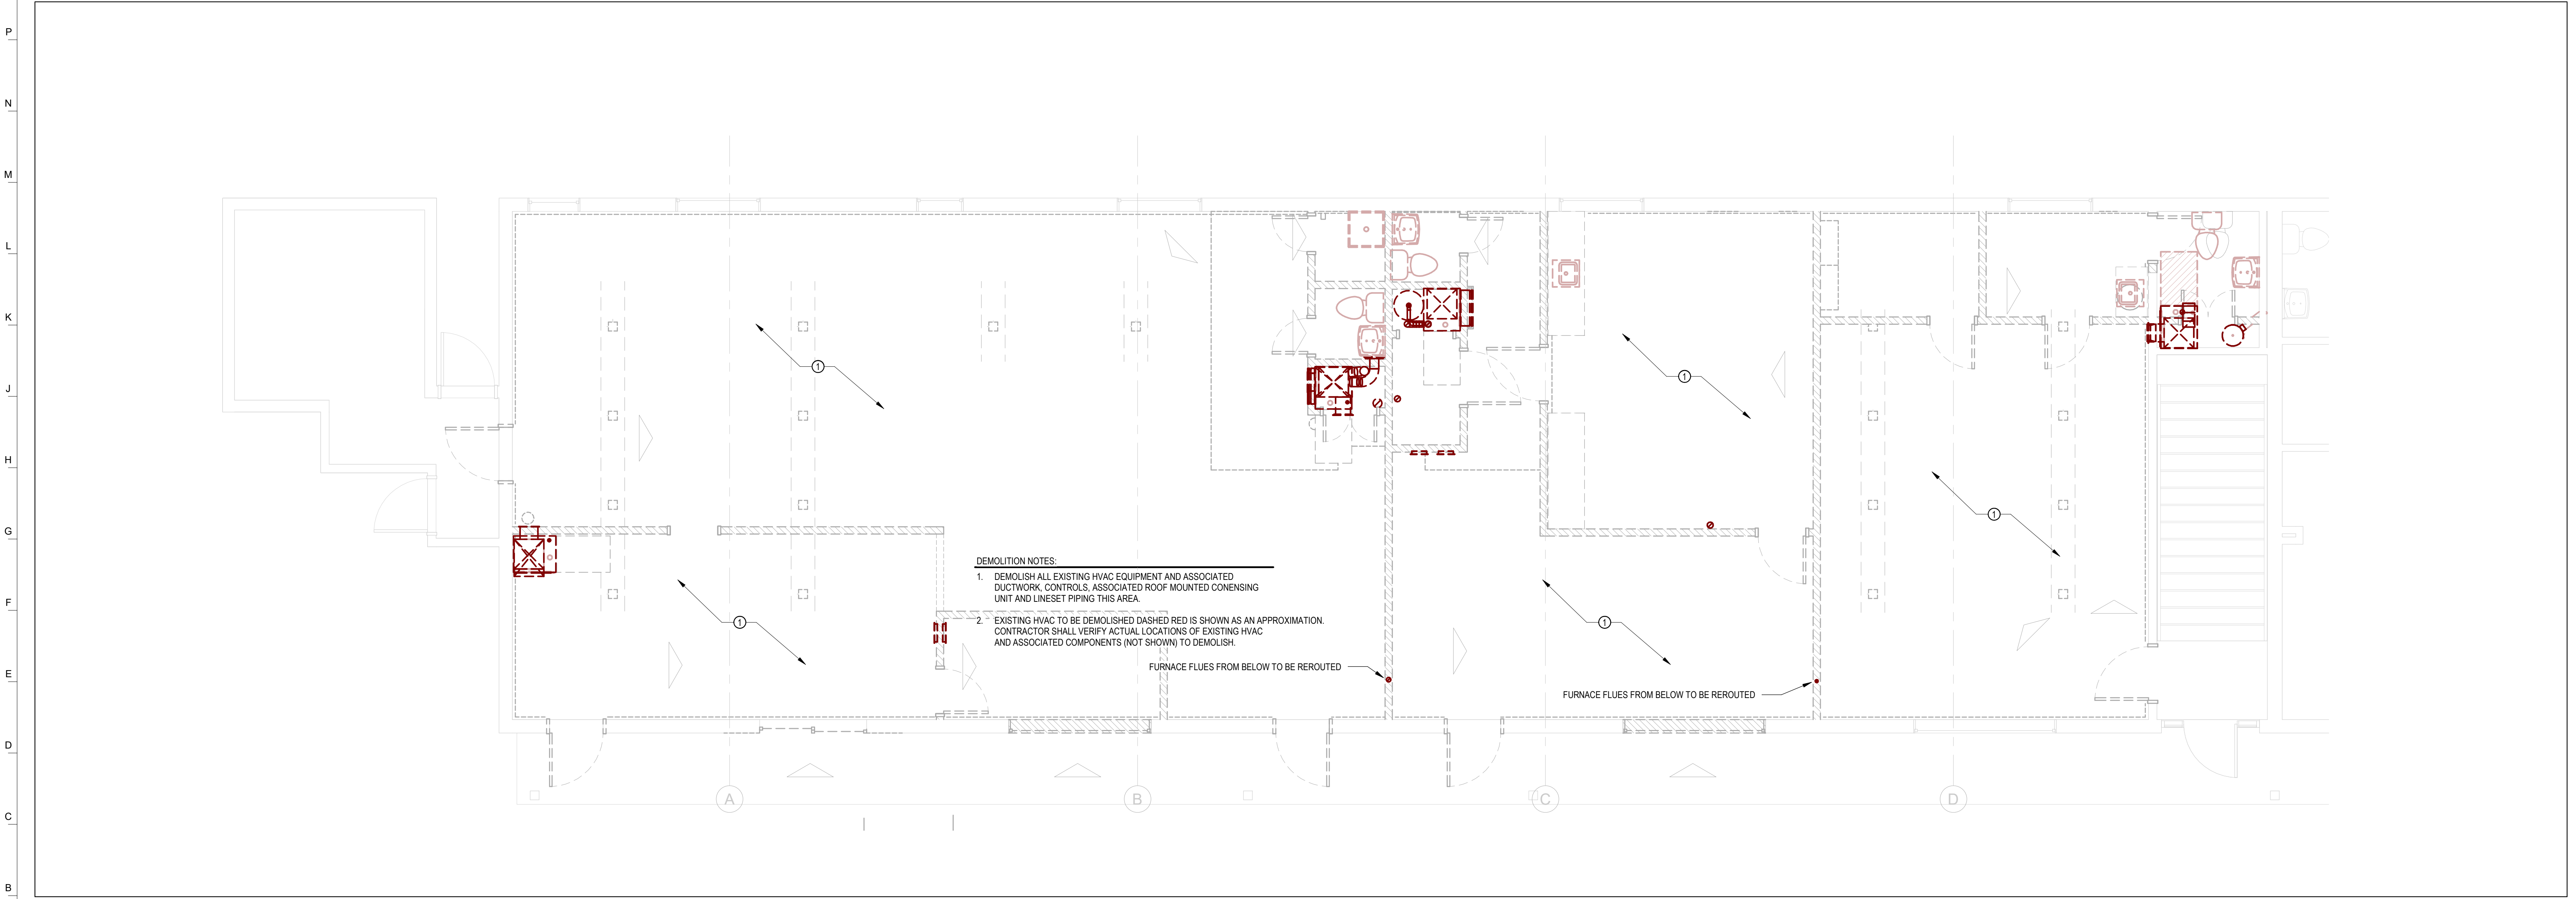 P
N
M
L
K
J
H
G
F
E
D
C
B
1
1
1
1
1
1
DEMOLITION NOTES:
1. DEMOLISH ALL EXISTING HVAC EQUIPMENT AND ASSOCIATED
DUCTWORK, CONTROLS, ASSOCIATED ROOF MOUNTED CONENSING
UNIT AND LINESET PIPING THIS AREA.
2. EXISTING HVAC TO BE DEMOLISHED DASHED RED IS SHOWN AS AN APPROXIMATION.
CONTRACTOR SHALL VERIFY ACTUAL LOCATIONS OF EXISTING HVAC
AND ASSOCIATED COMPONENTS (NOT SHOWN) TO DEMOLISH.
FURNACE FLUES FROM BELOW TO BE REROUTED
FURNACE FLUES FROM BELOW TO BE REROUTED
A
B
C
D